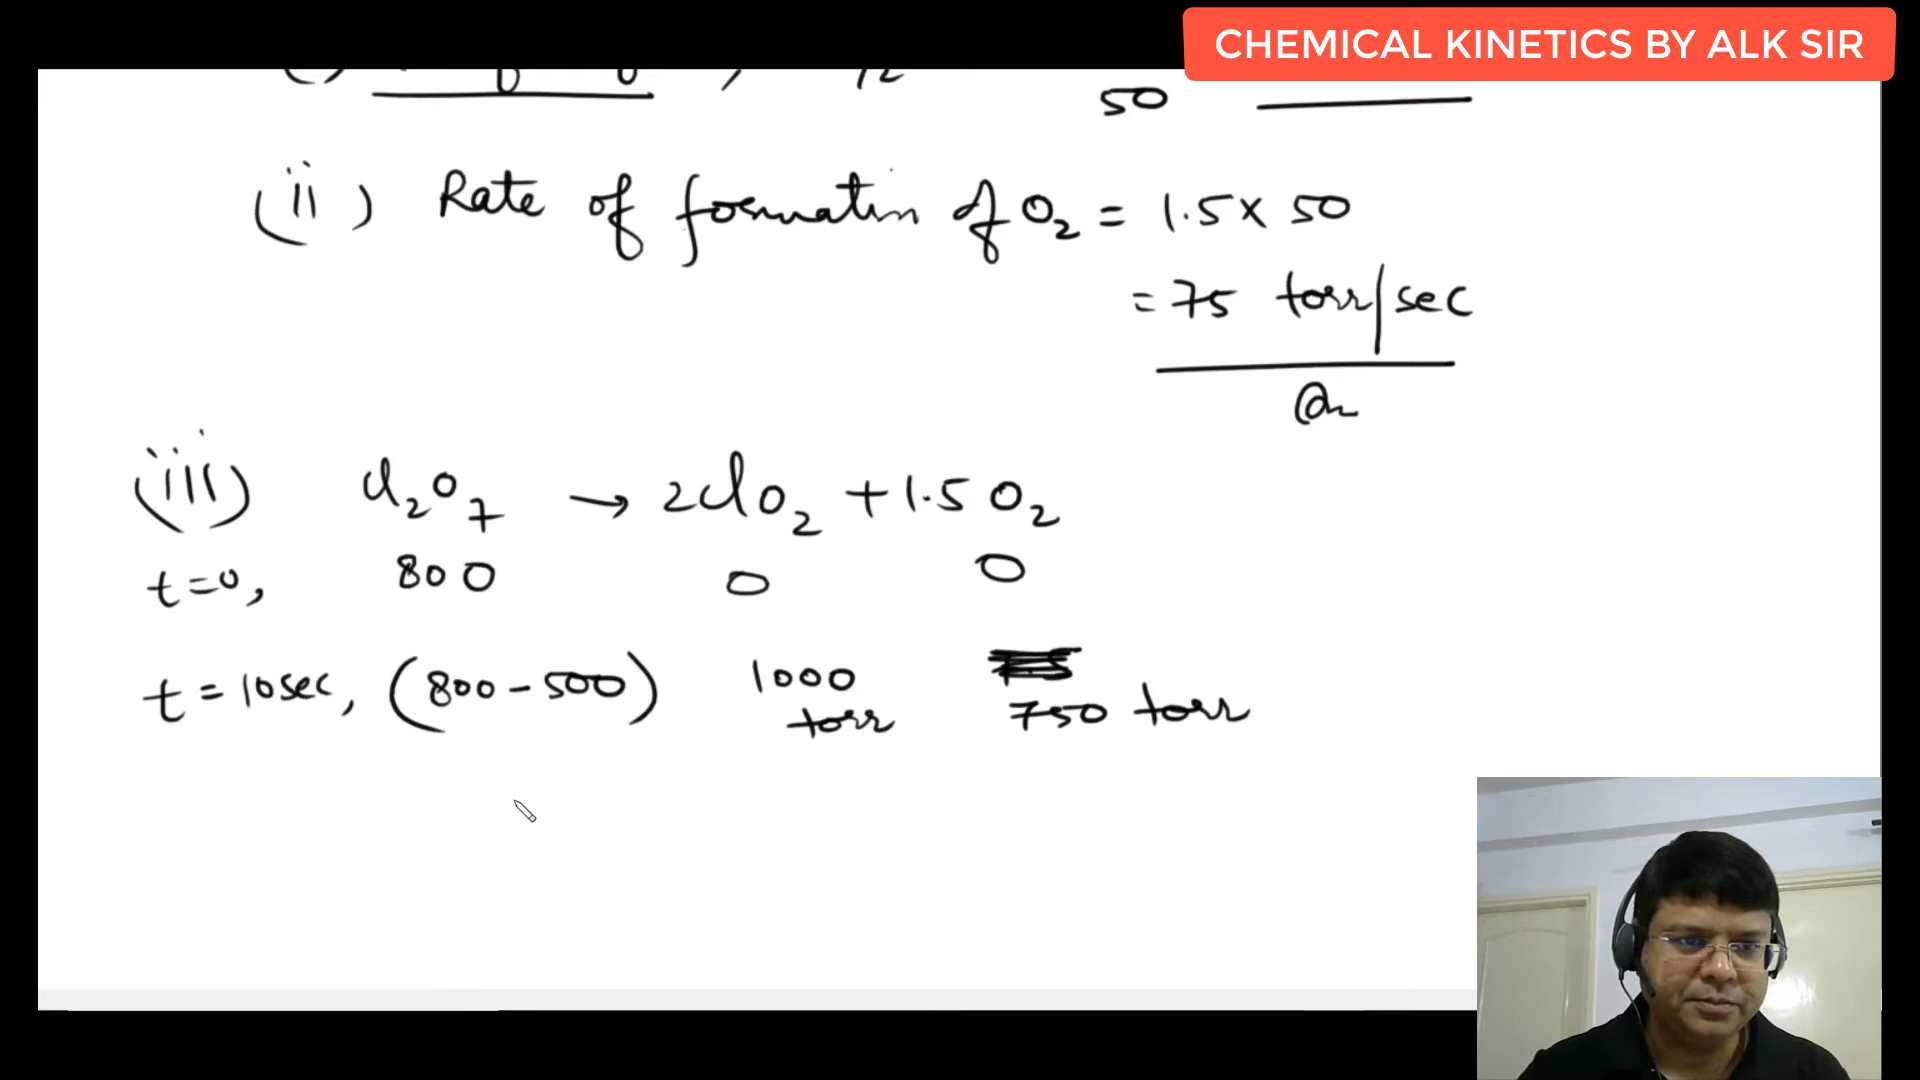 CHEMICAL KINETICS BY ALK SIR
50
(ii) Rate of formation of O₂ = 1.5 × 50
= 75 torr/sec
(iii) Cl₂O₇ → 2ClO₂ + 1.5 O₂
t=0, 800 0 0
t = 10sec, (800 - 500) 1000 torr 750 torr